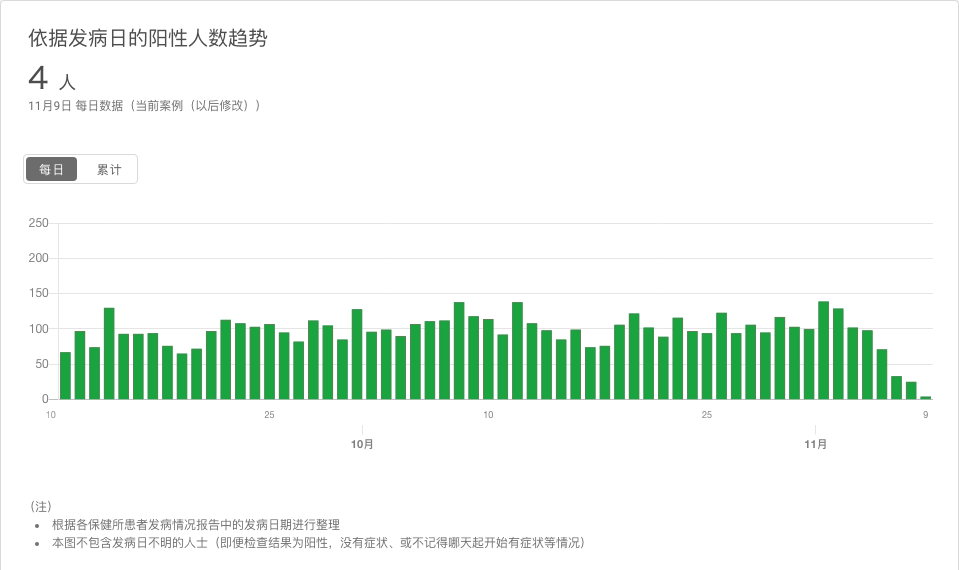 依据发病日的阳性人数趋势
4 人
11月9日 每日数据（当前案例（以后修改））
每日 累计
250
200
150
100
50
0
10 25 10 25 9
10月 11月
（注）
• 根据各保健所患者发病情况报告中的发病日期进行整理
• 本图不包含发病日不明的人士（即便检查结果为阳性，没有症状、或不记得哪天起开始有症状等情况）